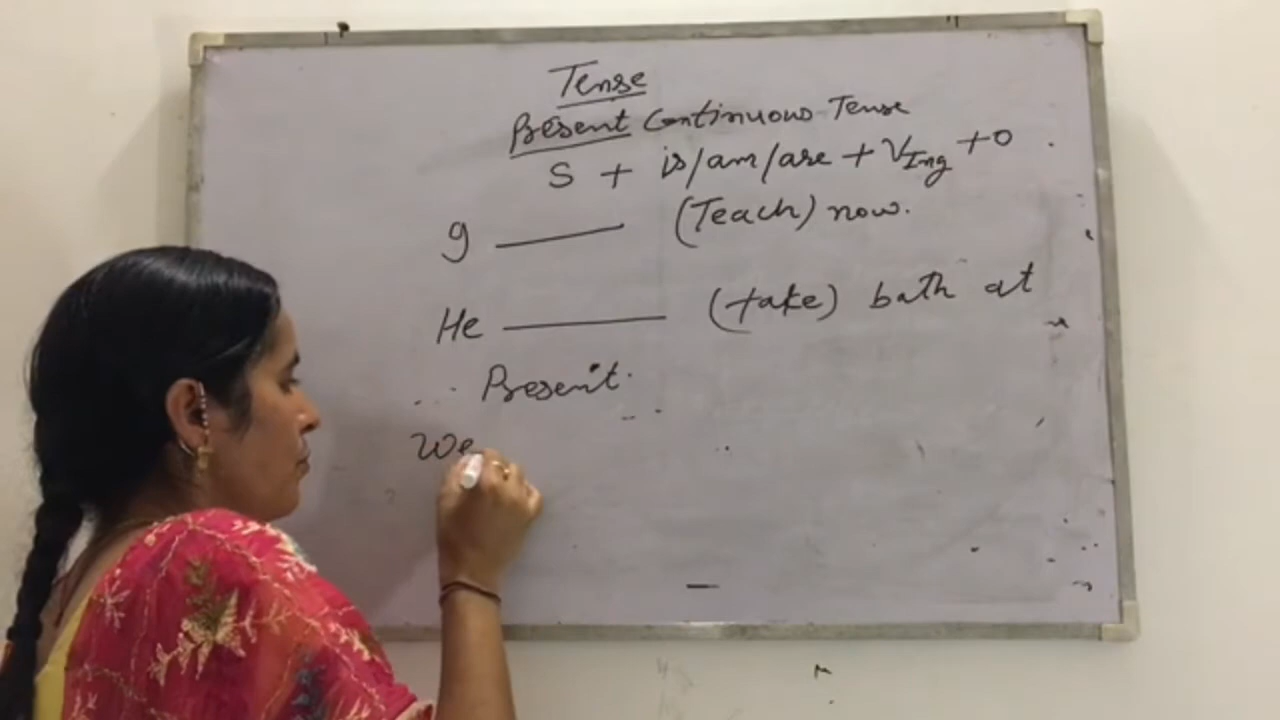 Tense
Present Continuous Tense
S + is/am/are + VIng + O
I ______ (Teach) now.
He ______ (take) bath at
Present.
We